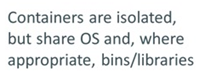 Containers are isolated,
but share OS and, where
appropriate, bins/libraries